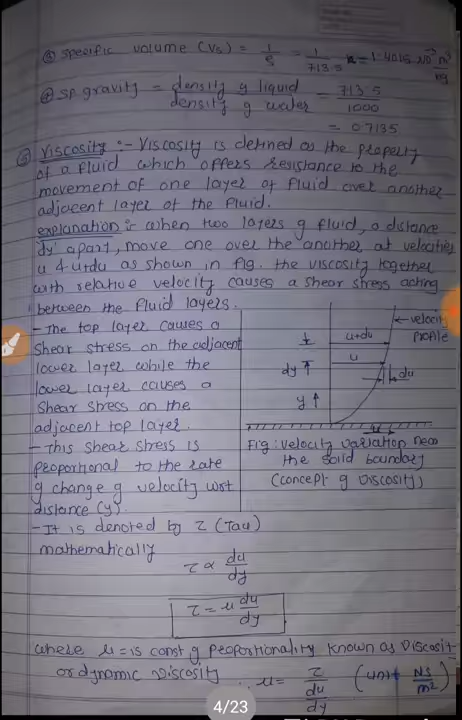 ③ specific volume (Vs) = 1/ρ = 1/713.5 = 1.4015 x10⁻³ m³/kg
④ sp.gravity = density of liquid / density of water = 713.5 / 1000
= 0.7135
⑤ Viscosity :- Viscosity is defined as the property
of a fluid which offers resistance to the
movement of one layer of fluid over another
adjacent layer of the fluid.
explanation :- when two layers of fluid, a distance
'dy' apart, move one over the another at velocities
u & u+du as shown in fig. the viscosity together
with relative velocity causes a shear stress acting
between the fluid layers.
- The top layer causes a
shear stress on the adjacent
lower layer while the
lower layer causes a
shear stress on the
adjacent top layer.
- This shear stress is
proportional to the rate
of change of velocity wrt
distance (y).
u+du
velocity
profile
u
dy
du
y
u
Fig: velocity variation near
the solid boundary
(concept of viscosity)
- It is denoted by τ (Tau)
mathematically
τ ∝ du/dy
τ = μ du/dy
where μ = is const of proportionality known as viscosity
or dynamic viscosity. μ = τ / (du/dy) (unit NS/m²)
4/23